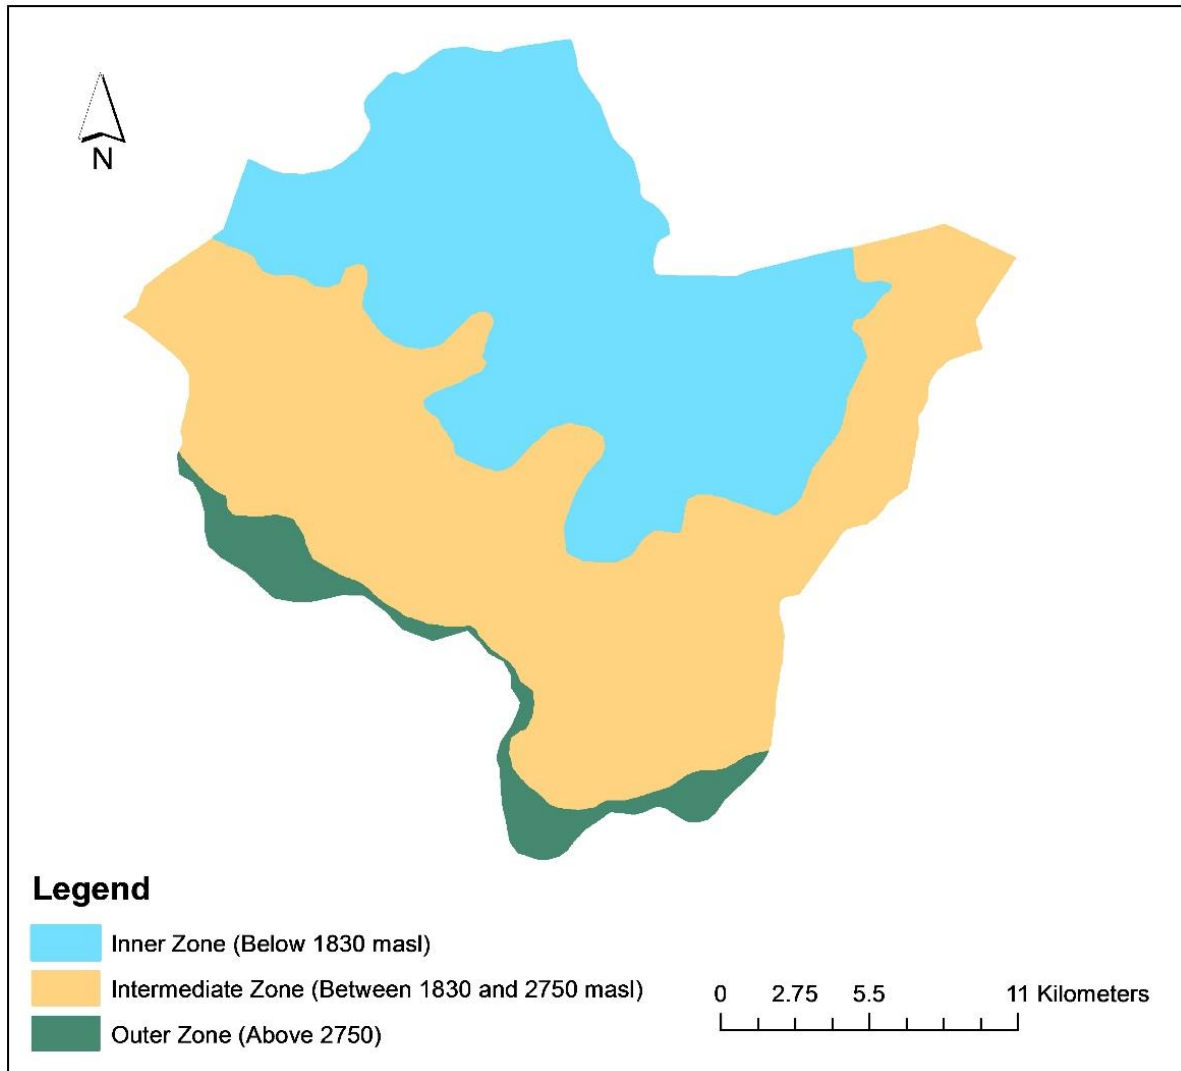 N
Legend
Inner Zone (Below 1830 masl)
Intermediate Zone (Between 1830 and 2750 masl)
Outer Zone (Above 2750)
0 2.75 5.5 11 Kilometers